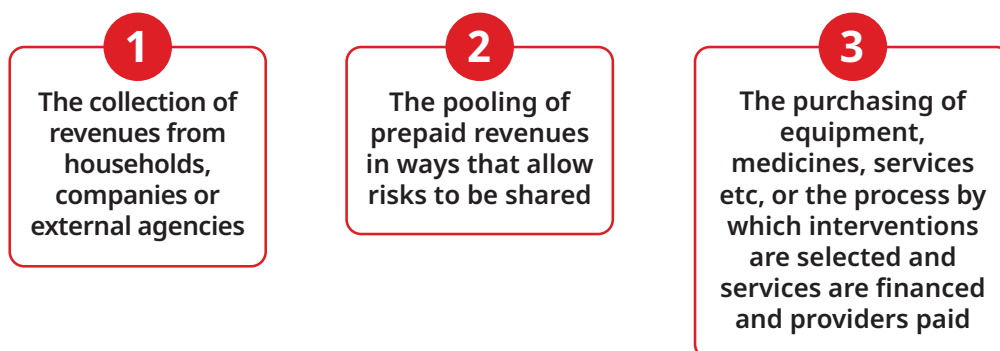 1
The collection of
revenues from
households,
companies or
external agencies
2
The pooling of
prepaid revenues
in ways that allow
risks to be shared
3
The purchasing of
equipment,
medicines, services
etc, or the process by
which interventions
are selected and
services are financed
and providers paid